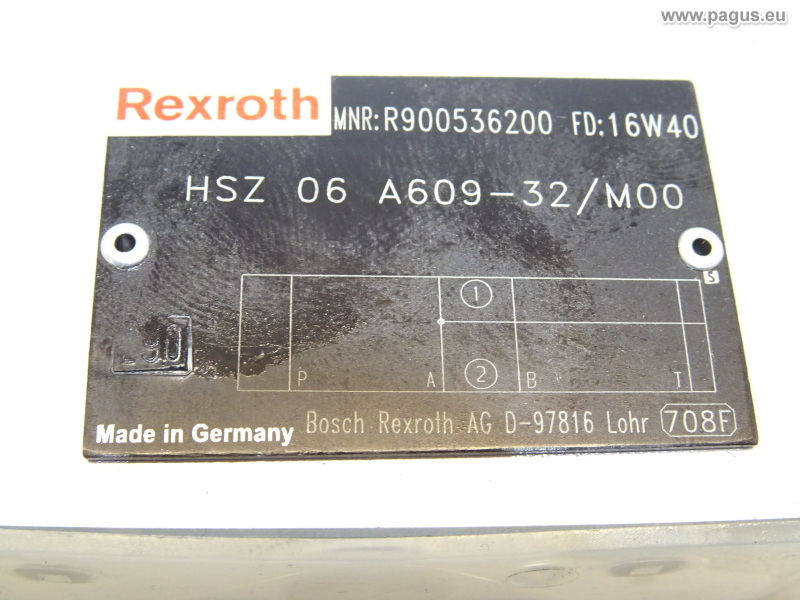 www.pagus.eu
Rexroth MNR:R900536200 FD:16W40
HSZ 06 A609-32/M00
S
1
90
2
P A B T
Bosch Rexroth AG D-97816 Lohr 708F
Made in Germany